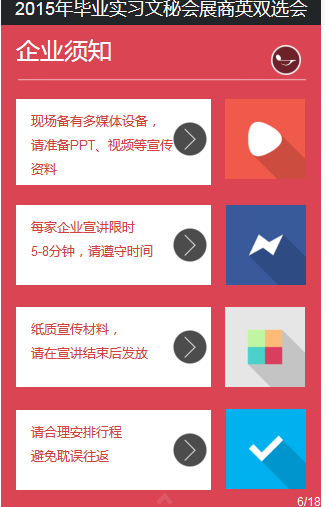 2015年毕业实习文秘会展商英双选会
企业须知
现场备有多媒体设备，
请准备PPT、视频等宣传
资料
每家企业宣讲限时
5-8分钟，请遵守时间
纸质宣传材料，
请在宣讲结束后发放
请合理安排行程
避免耽误往返
6/18